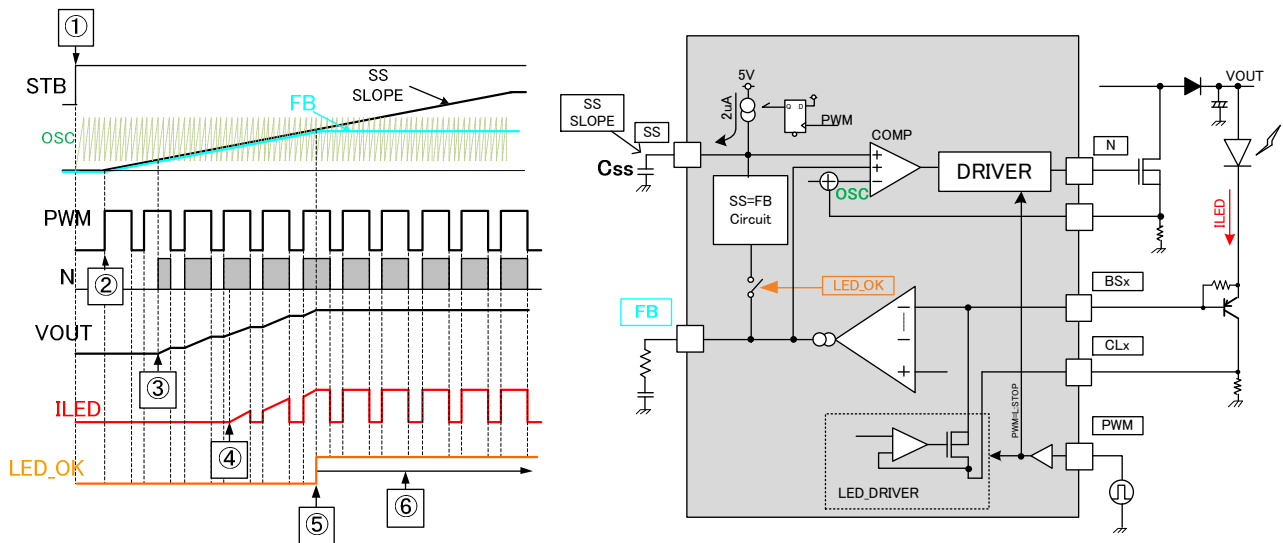 ①
STB
SS
SLOPE
FB
OSC
PWM
②
N
VOUT
③
ILED
④
LED_OK
⑤
⑥
5V
2uA
Q D
PWM
SS
SLOPE
SS
Css
COMP
OSC
DRIVER
SS=FB
Circuit
LED_OK
FB
N
VOUT
ILED
BSx
CLx
PWM
PWM=L:STOP
LED_DRIVER